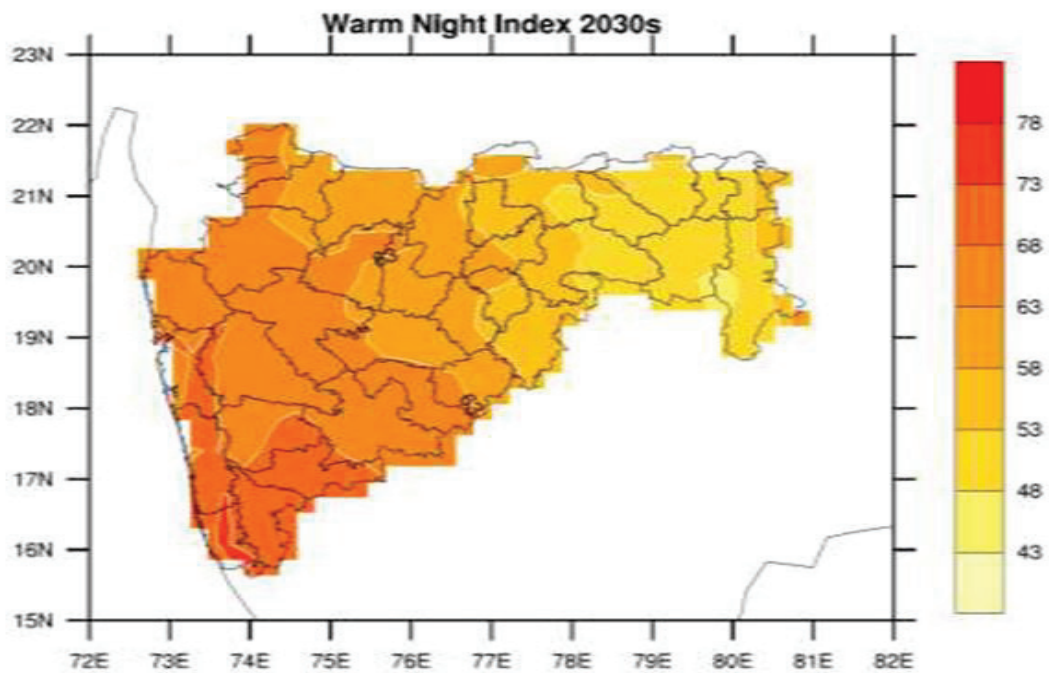 Warm Night Index 2030s
23N
22N
21N
20N
19N
18N
17N
16N
15N
72E 73E 74E 75E 76E 77E 78E 79E 80E 81E 82E
78
73
68
63
58
53
48
43